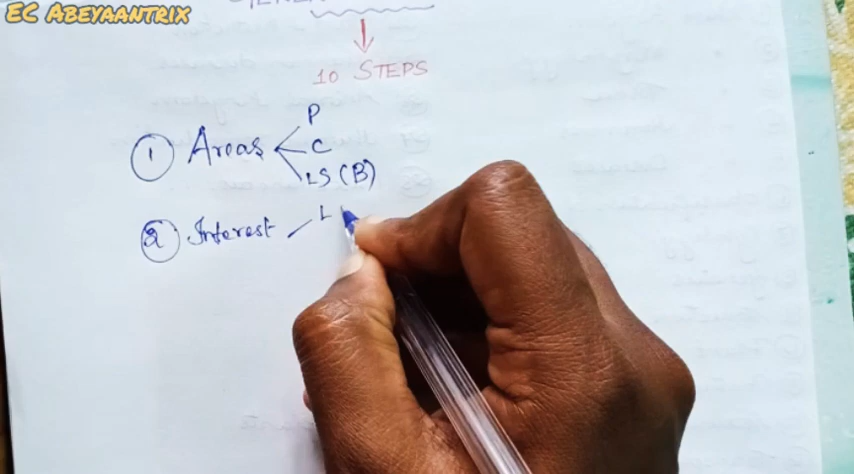 EC ABEYAANTRIX
10 STEPS
1 Areas P
C
LS (B)
2 Interest L